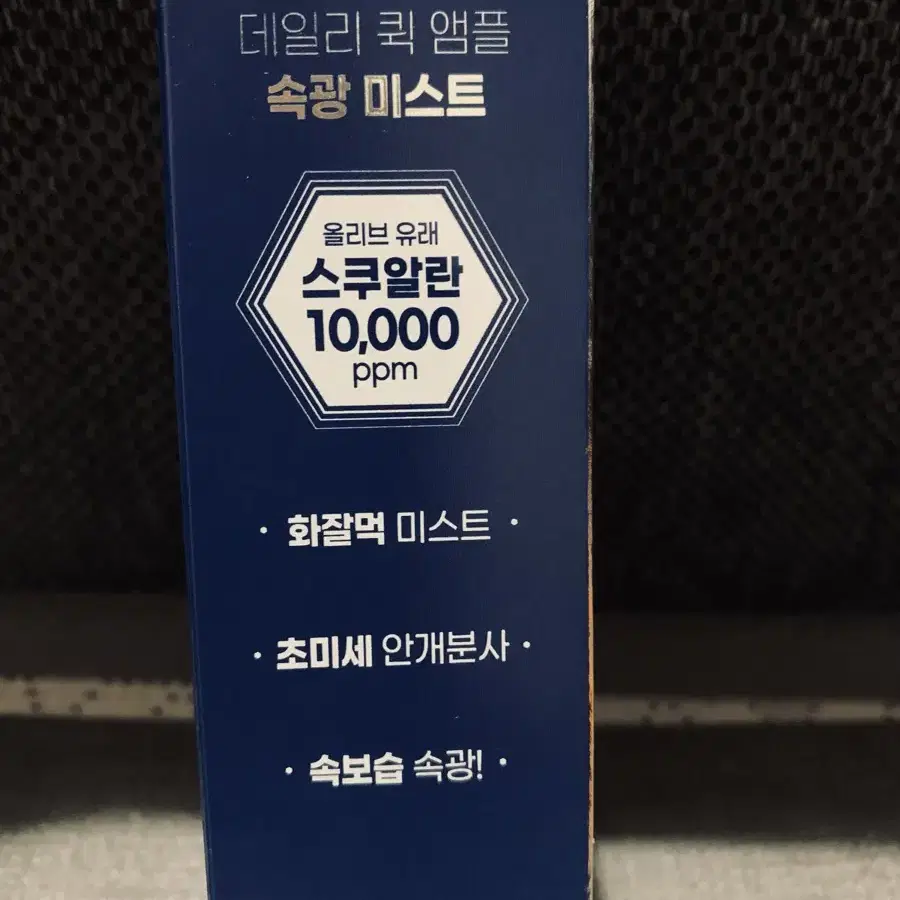 데일리 퀵 앰플
속광 미스트
올리브 유래
스쿠알란
10,000
ppm
· 화잘먹 미스트 ·
· 초미세 안개분사 ·
· 속보습 속광! ·